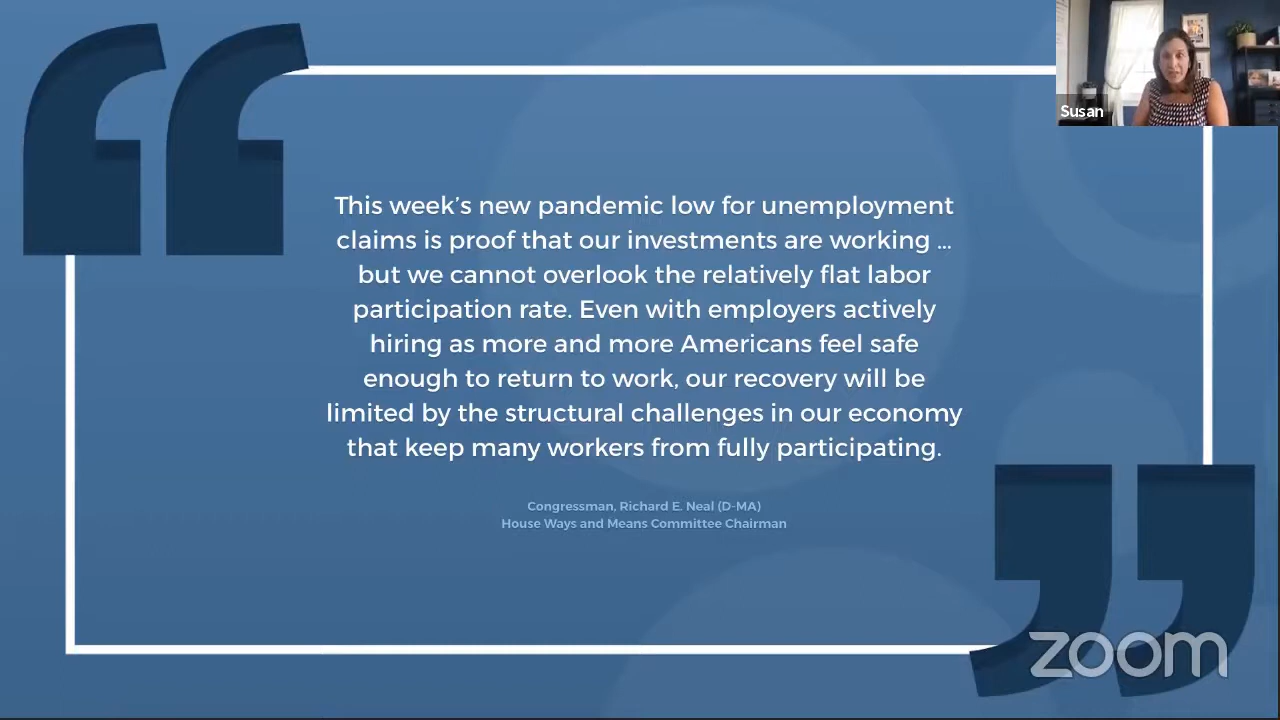 Susan
This week's new pandemic low for unemployment
claims is proof that our investments are working ...
but we cannot overlook the relatively flat labor
participation rate. Even with employers actively
hiring as more and more Americans feel safe
enough to return to work, our recovery will be
limited by the structural challenges in our economy
that keep many workers from fully participating.
Congressman, Richard E. Neal (D-MA)
House Ways and Means Committee Chairman
zoom